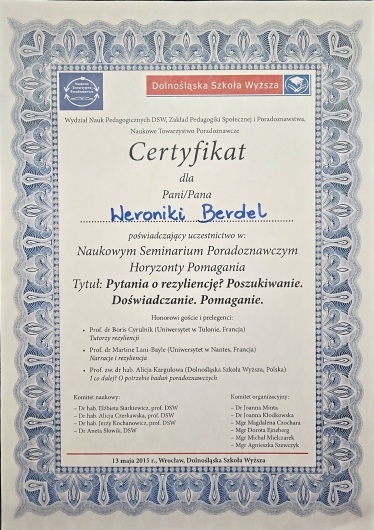 Naukowe
Towarzystwo
Poradoznawcze
Dolnośląska Szkoła Wyższa
Wydział Nauk Pedagogicznych DSW, Zakład Pedagogiki Społecznej i Poradoznawstwa,
Naukowe Towarzystwo Poradoznawcze
Certyfikat
dla
Pani/Pana
Weroniki Berdel
poświadczający uczestnictwo w:
Naukowym Seminarium Poradoznawczym
Horyzonty Pomagania
Tytuł: Pytania o rezyliencję? Poszukiwanie.
Doświadczanie. Pomaganie.
Honorowi goście i prelegenci:
• Prof. dr Boris Cyrulnik (Uniwersytet w Tulonie, Francja)
Tutorzy rezyliencji
• Prof. dr Martine Lani-Bayle (Uniwersytet w Nantes, Francja)
Narracja i rezyliencja
• Prof. zw. dr hab. Alicja Kargulowa (Dolnośląska Szkoła Wyższa, Polska)
I co dalej? O potrzebie badań poradoznawczych
Komitet naukowy:
– Dr hab. Elżbieta Siarkiewicz, prof. DSW
– Dr hab. Alicja Czerkawska, prof. DSW
– Dr hab. Jerzy Kochanowicz, prof. DSW
– Dr Aneta Słowik, DSW
Komitet organizacyjny:
– Dr Joanna Minta
– Dr Joanna Kłodkowska
– Mgr Magdalena Czochara
– Mgr Dorota Ejneberg
– Mgr Michał Mielczarek
– Mgr Agnieszka Szewczyk
13 maja 2015 r., Wrocław, Dolnośląska Szkoła Wyższa